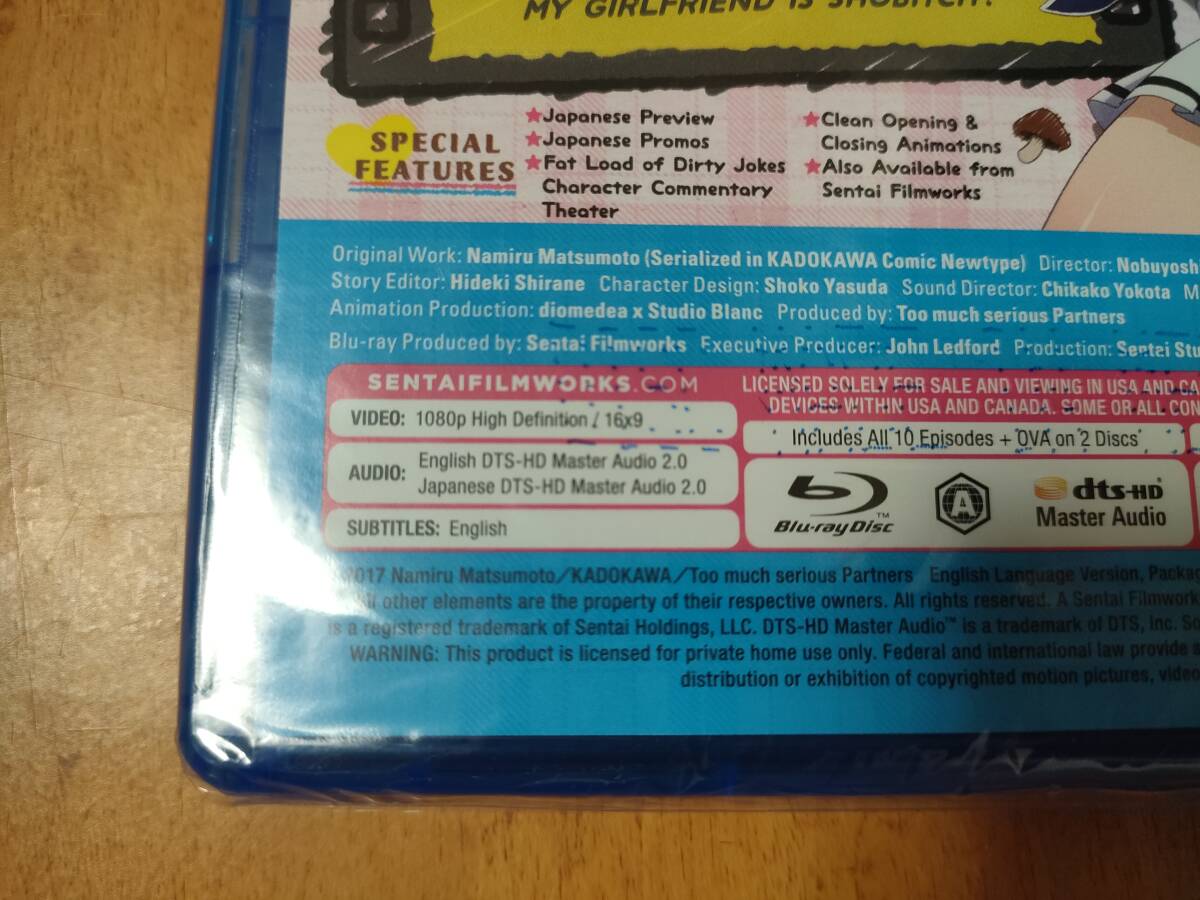 MY GIRLFRIEND IS SHOBITCH!
SPECIAL
FEATURES
★Japanese Preview
★Japanese Promos
★Fat Load of Dirty Jokes
Character Commentary
Theater
★Clean Opening &
Closing Animations
★Also Available from
Sentai Filmworks
Original Work: Namiru Matsumoto (Serialized in KADOKAWA Comic Newtype) Director:
Story Editor: Hideki Shirane Character Design: Shoko Yasuda Sound Director: Chikako Yokota
Animation Production: diomedea x Studio Blanc Produced by: Too much serious Partners
Blu-ray Produced by: Sentai Filmworks Executive Producer: John Ledford Production: Sentai
SENTAIFILMWORKS.COM
VIDEO: 1080p High Definition / 16x9
AUDIO: English DTS-HD Master Audio 2.0
Japanese DTS-HD Master Audio 2.0
SUBTITLES: English
LICENSED SOLELY FOR SALE AND VIEWING IN USA AND
DEVICES WITHIN USA AND CANADA. SOME OR ALL
Includes All 10 Episodes + OVA on 2 Discs
Blu-ray Disc™
A
dts-HD
Master Audio
2017 Namiru Matsumoto/KADOKAWA/Too much serious Partners English Language Version,
other elements are the property of their respective owners. All rights reserved. A Sentai
is a registered trademark of Sentai Holdings, LLC. DTS-HD Master Audio™ is a trademark of DTS, Inc.
WARNING: This product is licensed for private home use only. Federal and international law provide
distribution or exhibition of copyrighted motion pictures,